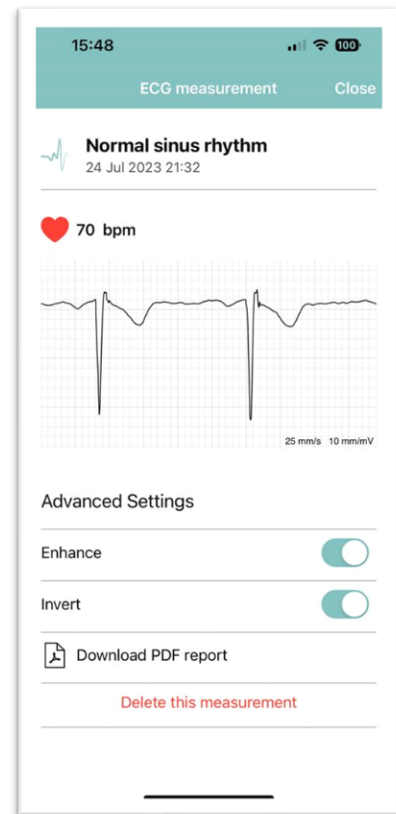 15:48
100
ECG measurement Close
Normal sinus rhythm
24 Jul 2023 21:32
70 bpm
25 mm/s 10 mm/mV
Advanced Settings
Enhance
Invert
Download PDF report
Delete this measurement